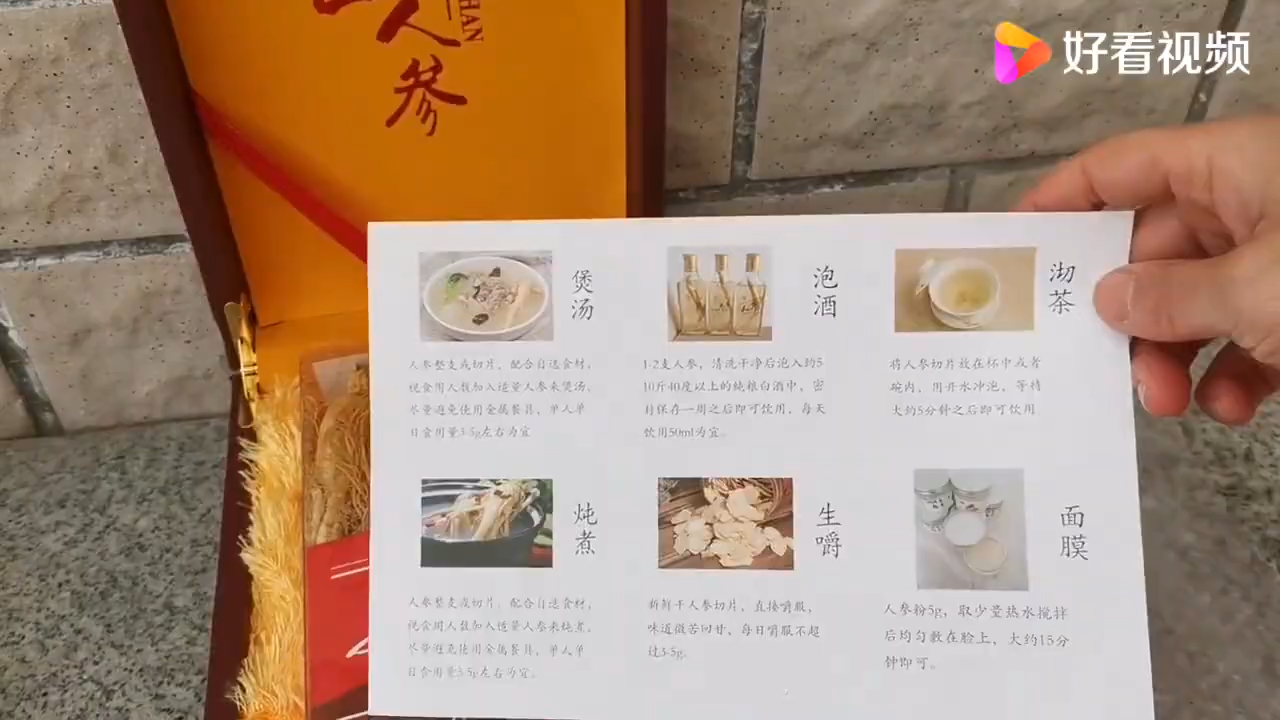 好看视频
HAN
人参
煲汤
人参整支或切片，配合自选食材，
视食用人数加入适量人参来煲汤，
尽量避免使用金属餐具，单人单
日食用量3-5g左右为宜
泡酒
1-2支人参，清洗干净后泡入约5
10斤40度以上的纯粮白酒中，密
封保存一周之后即可饮用，每天
饮用50ml为宜。
沏茶
将人参切片放在杯中或者
碗内，用开水冲泡，等待
大约5分钟之后即可饮用
炖煮
人参整支或切片，配合自选食材，
视食用人数加入适量人参来炖煮，
尽量避免使用金属餐具，单人单
日食用量3-5g左右为宜。
生嚼
新鲜干人参切片，直接嚼服，
味道微苦回甘，每日嚼服不超
过3-5g。
面膜
人参粉5g，取少量热水搅拌
后均匀敷在脸上，大约15分
钟即可。